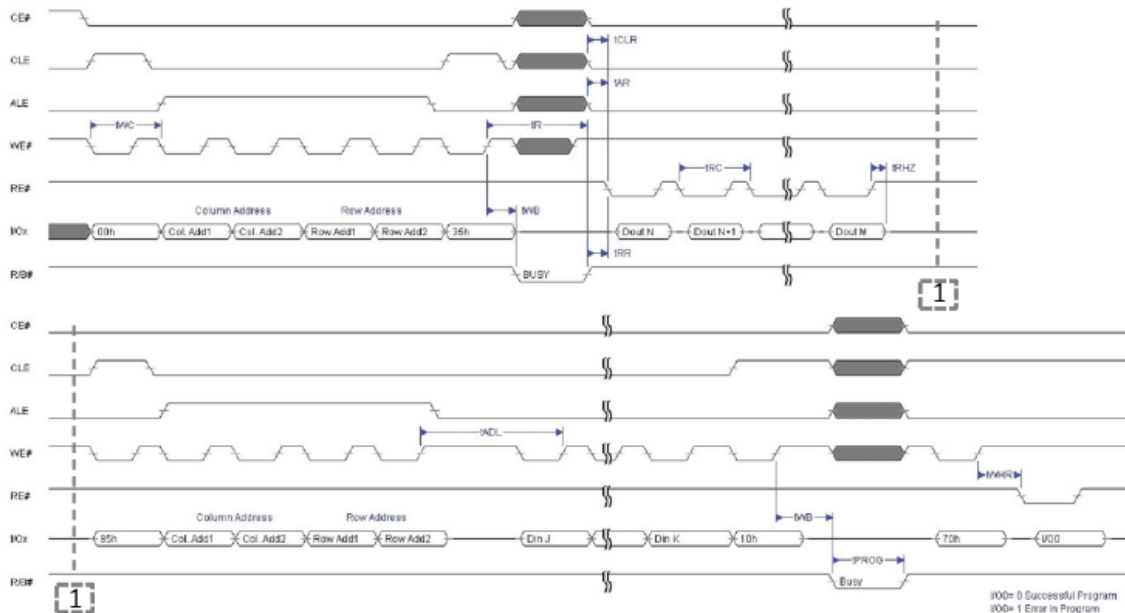 CE#
tCLR
CLE
tAR
ALE
tWC
tR
WE#
tRC
tRHZ
RE#
Column Address Row Address
tWB
I/Ox 00h Col. Add1 Col. Add2 Row Add1 Row Add2 35h Dout N Dout N+1 Dout M
tRR
R/B# BUSY
1
CE#
CLE
ALE
tADL
WE#
tWHR
RE#
Column Address Row Address
tWB
I/Ox 85h Col. Add1 Col. Add2 Row Add1 Row Add2 Din J Din K 10h 70h I/O0
tPROG
R/B# Busy
1
I/O0= 0 Successful Program
I/O0= 1 Error in Program